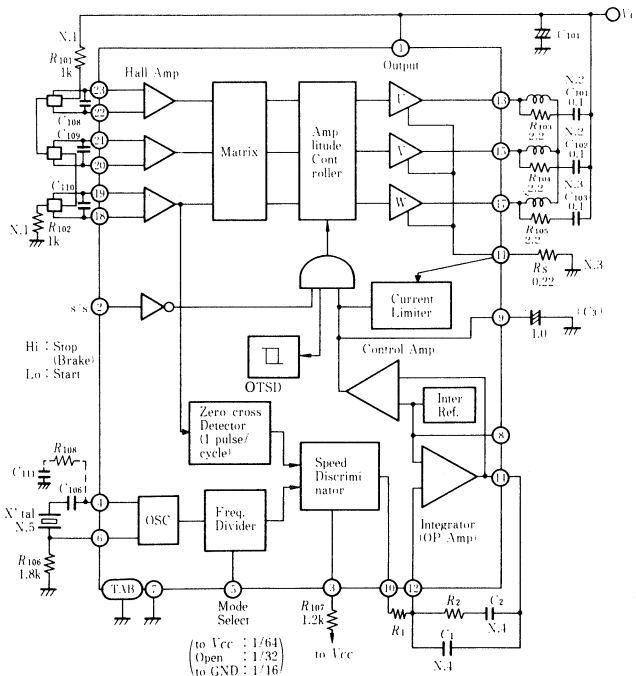 V
N.1
R101
1k
1
Output
C101
23
22
C108
C109
21
20
C110
19
18
Hall Amp
Matrix
Amp
litude
Cont
roller
U
V
W
13
15
17
N.2
C101
0.1
R103
2.2
N.2
C102
0.1
R104
2.2
N.3
C103
0.1
R105
2.2
N.1
R102
1k
11
RS
0.22
N.3
s/s
2
Current
Limiter
9
(C3)
1.0
Hi : Stop
(Brake)
Lo : Start
OTSD
Control Amp
Inter
Ref.
8
Zero cross
Detector
(1 pulse/
cycle)
Speed
Discrimi
nator
Integrator
(OP Amp)
R108
C111
C106
4
X'tal
N.5
6
OSC
Freq.
Divider
R106
1.8k
TAB
7
5
Mode
Select
(to VCC : 1/64)
(Open : 1/32)
(to GND : 1/16)
3
R107
1.2k
to VCC
10
12
R1
R2
C2
N.4
C1
N.4